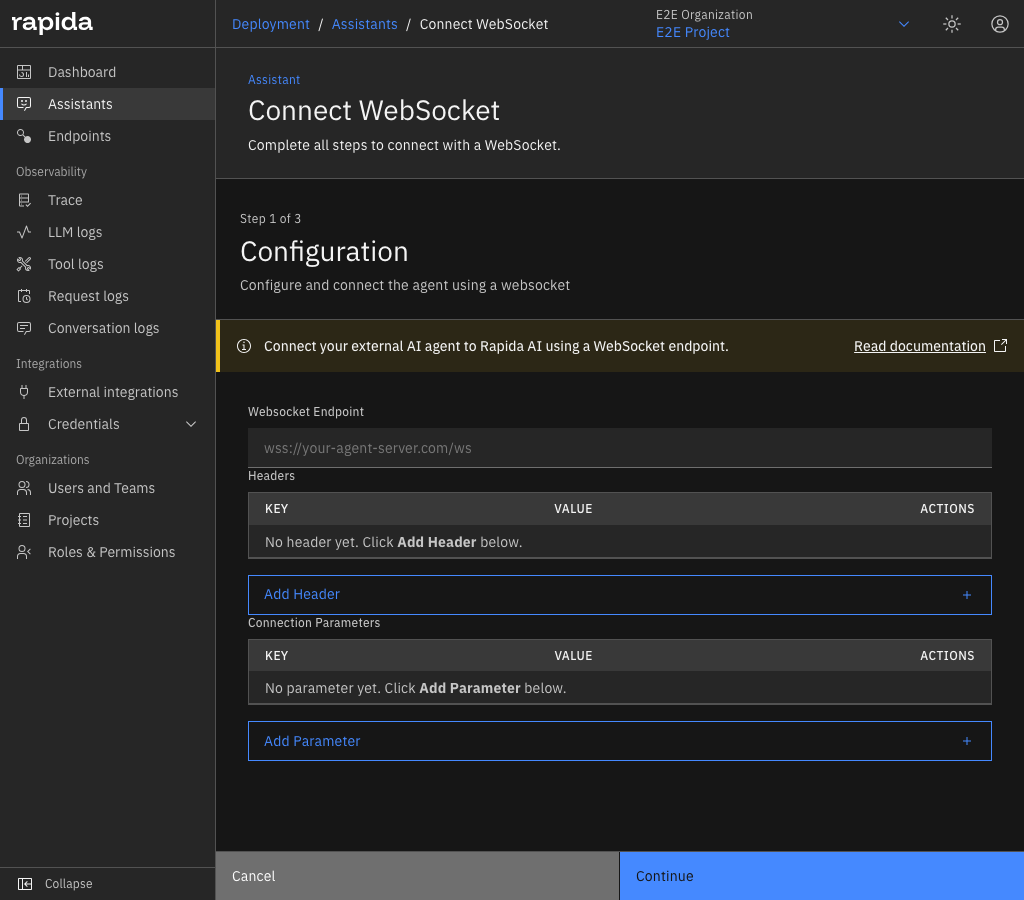 rapida
Deployment / Assistants / Connect WebSocket
E2E Organization
E2E Project
Dashboard
Assistants
Endpoints
Observability
Trace
LLM logs
Tool logs
Request logs
Conversation logs
Integrations
External integrations
Credentials
Organizations
Users and Teams
Projects
Roles & Permissions
Collapse
Assistant
Connect WebSocket
Complete all steps to connect with a WebSocket.
Step 1 of 3
Configuration
Configure and connect the agent using a websocket
Connect your external AI agent to Rapida AI using a WebSocket endpoint. Read documentation
Websocket Endpoint
wss://your-agent-server.com/ws
Headers
KEY VALUE ACTIONS
No header yet. Click Add Header below.
Add Header +
Connection Parameters
KEY VALUE ACTIONS
No parameter yet. Click Add Parameter below.
Add Parameter +
Cancel Continue